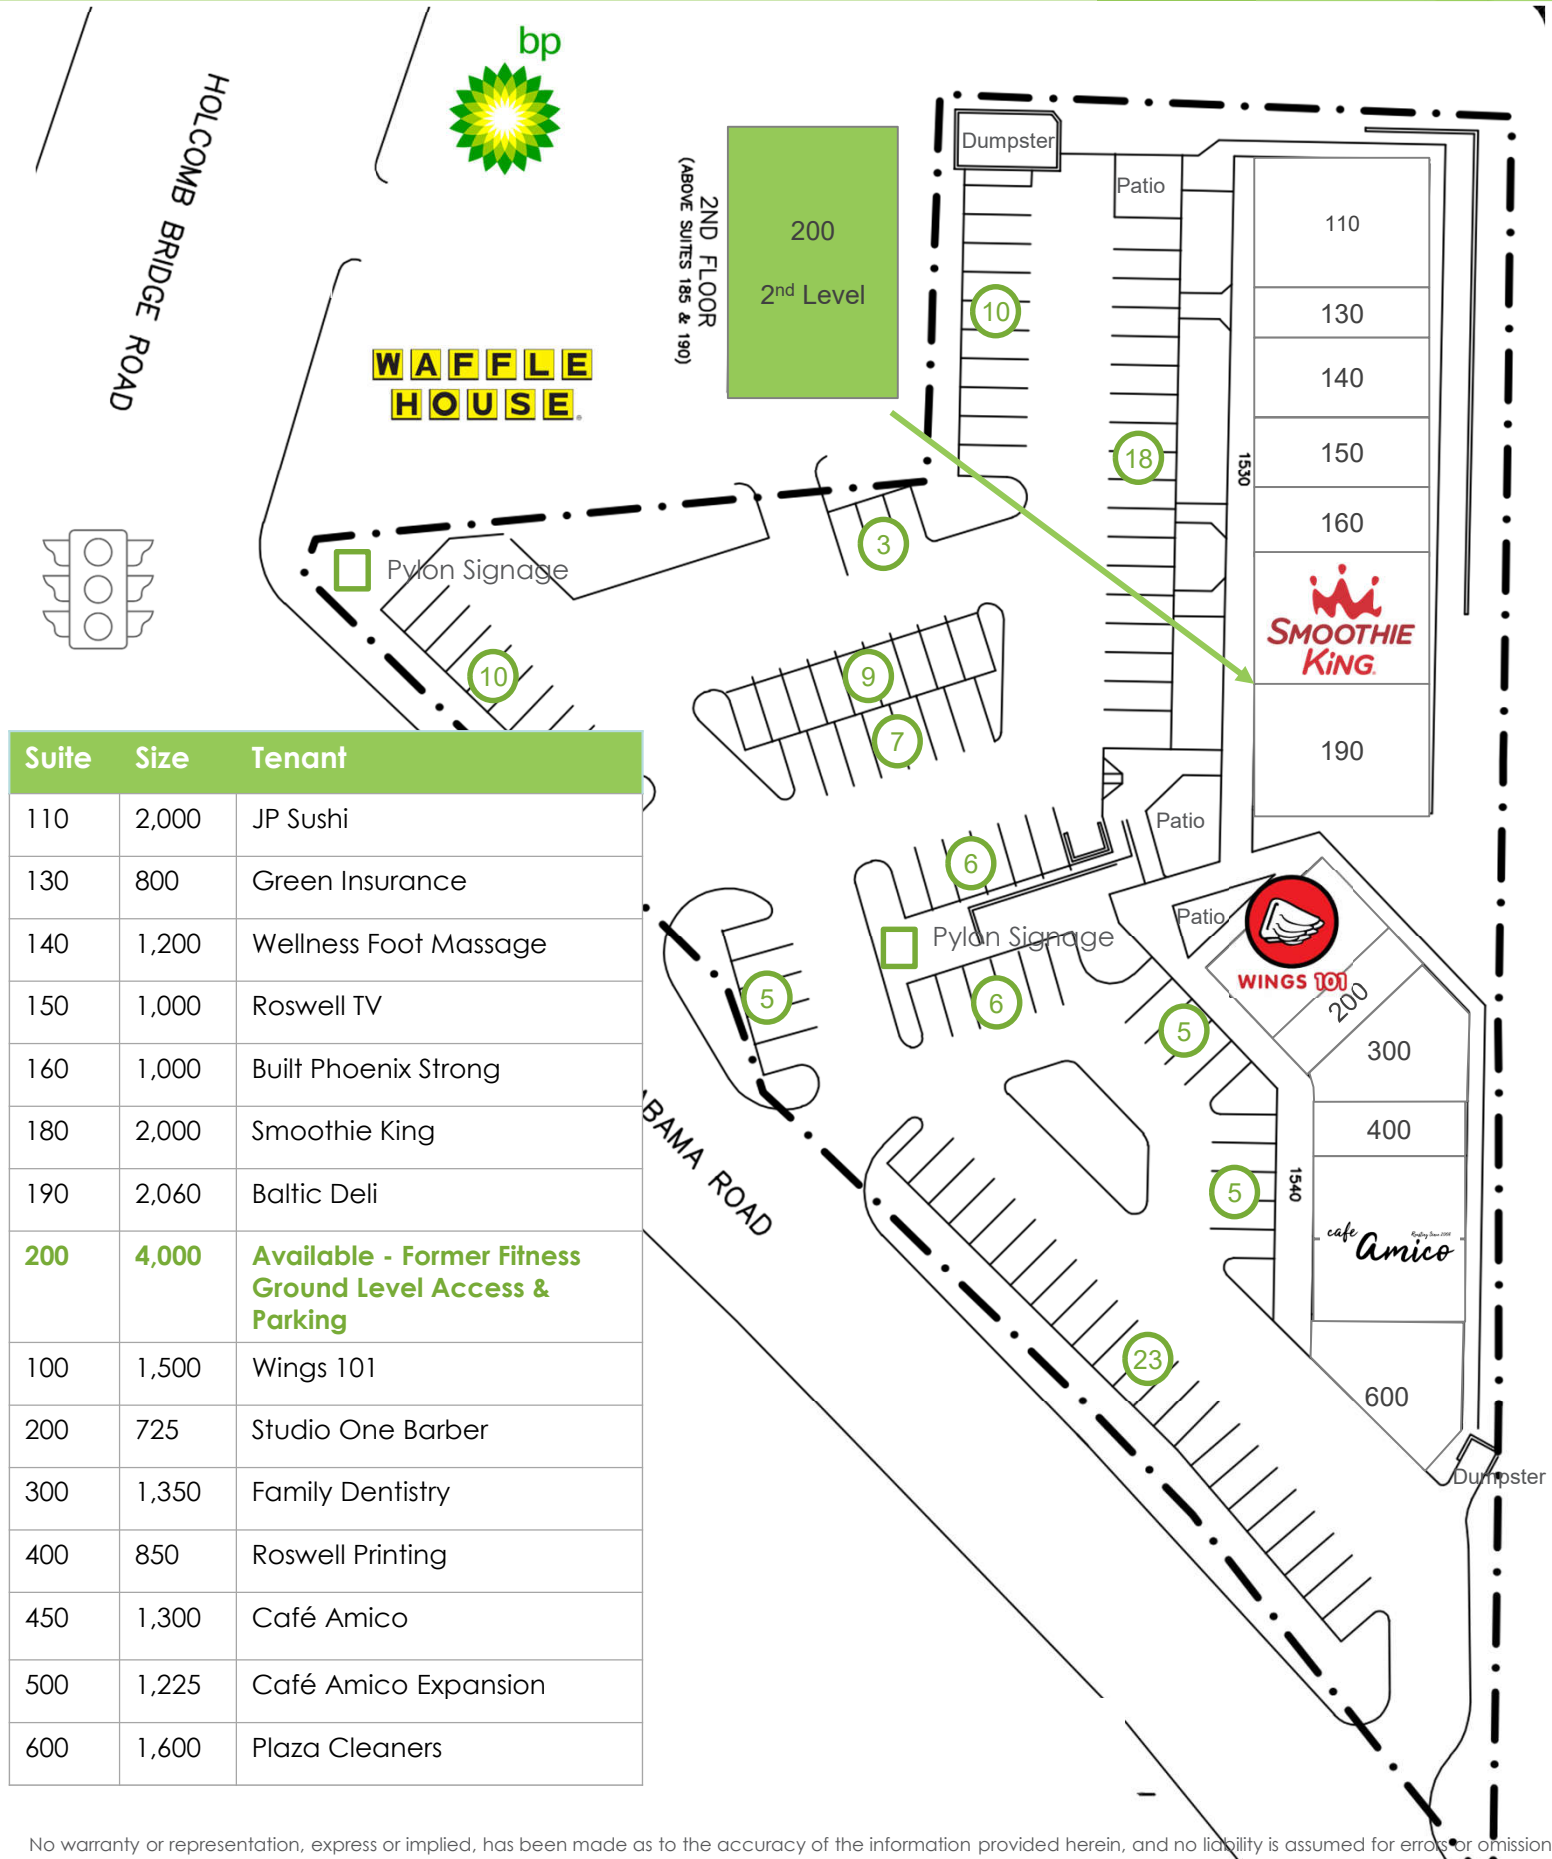 bp
HOLCOMB BRIDGE ROAD
WAFFLE
HOUSE
2ND FLOOR
(ABOVE SUITES 185 & 190)
200
2nd Level
Dumpster
Patio
110
130
140
150
160
SMOOTHIE
KING
190
1530
10
18
3
Pylon Signage
10
9
7
Patio
6
Pylon Signage
6
5
Patio
WINGS 101
200
300
5
400
5
1540
cafe
amico
600
23
Dumpster
BAMA ROAD
Suite Size Tenant
110 2,000 JP Sushi
130 800 Green Insurance
140 1,200 Wellness Foot Massage
150 1,000 Roswell TV
160 1,000 Built Phoenix Strong
180 2,000 Smoothie King
190 2,060 Baltic Deli
200 4,000 Available - Former Fitness
Ground Level Access &
Parking
100 1,500 Wings 101
200 725 Studio One Barber
300 1,350 Family Dentistry
400 850 Roswell Printing
450 1,300 Café Amico
500 1,225 Café Amico Expansion
600 1,600 Plaza Cleaners
No warranty or representation, express or implied, has been made as to the accuracy of the information provided herein, and no liability is assumed for errors or omission